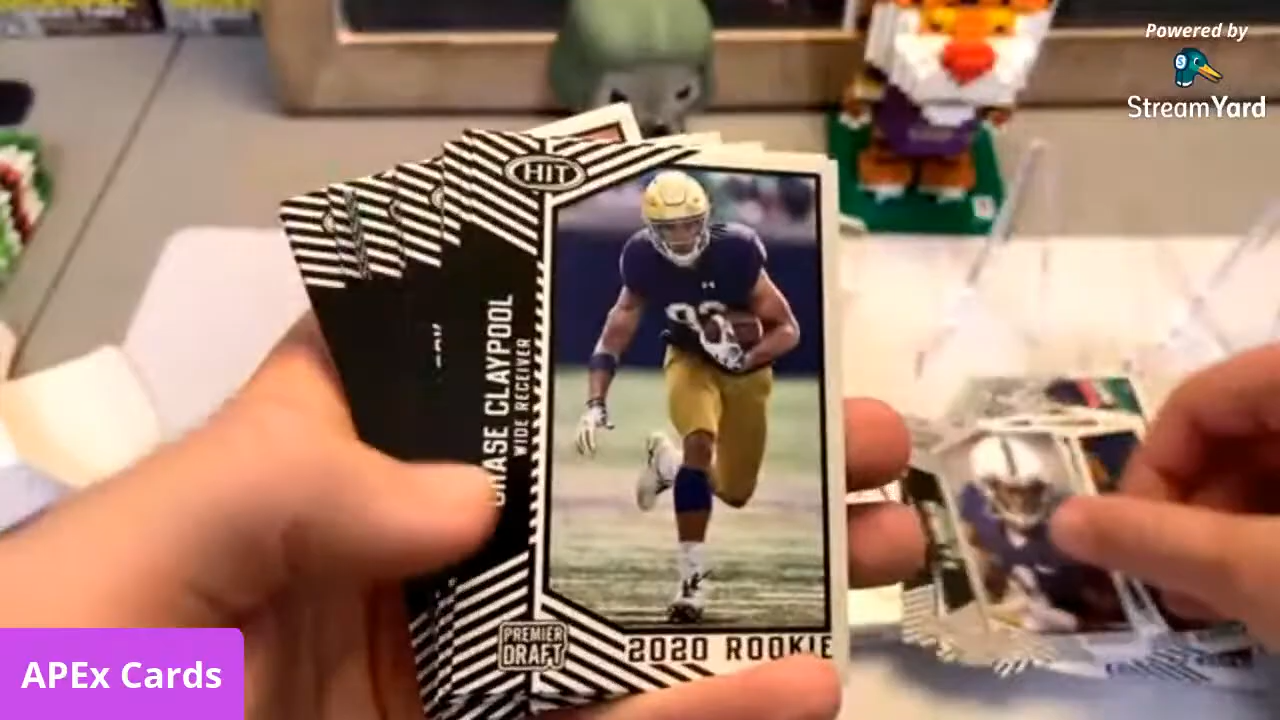 Powered by
StreamYard
HIT
CHASE CLAYPOOL
WIDE RECEIVER
PREMIER
DRAFT
2020 ROOKIE
APEx Cards